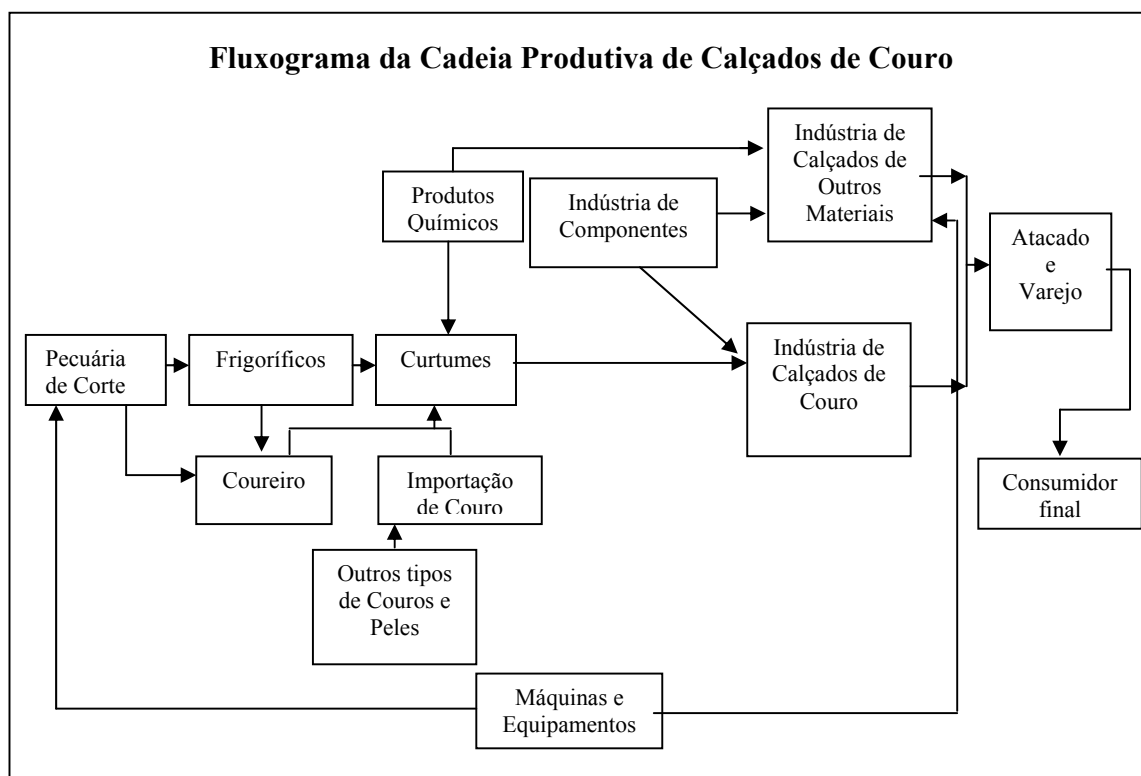 Fluxograma da Cadeia Produtiva de Calçados de Couro
Indústria de
Calçados de
Outros
Materiais
Produtos
Químicos
Indústria de
Componentes
Atacado
e
Varejo
Pecuária
de Corte
Frigoríficos
Curtumes
Indústria de
Calçados de
Couro
Coureiro
Importação
de Couro
Consumidor
final
Outros tipos
de Couros e
Peles
Máquinas e
Equipamentos